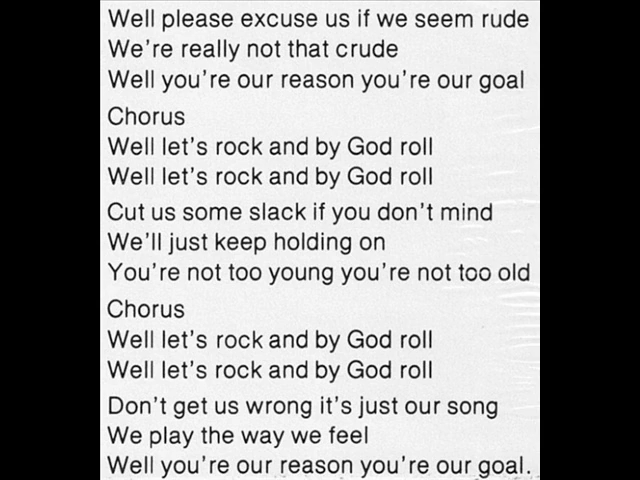 Well please excuse us if we seem rude
We're really not that crude
Well you're our reason you're our goal
Chorus
Well let's rock and by God roll
Well let's rock and by God roll
Cut us some slack if you don't mind
We'll just keep holding on
You're not too young you're not too old
Chorus
Well let's rock and by God roll
Well let's rock and by God roll
Don't get us wrong it's just our song
We play the way we feel
Well you're our reason you're our goal.